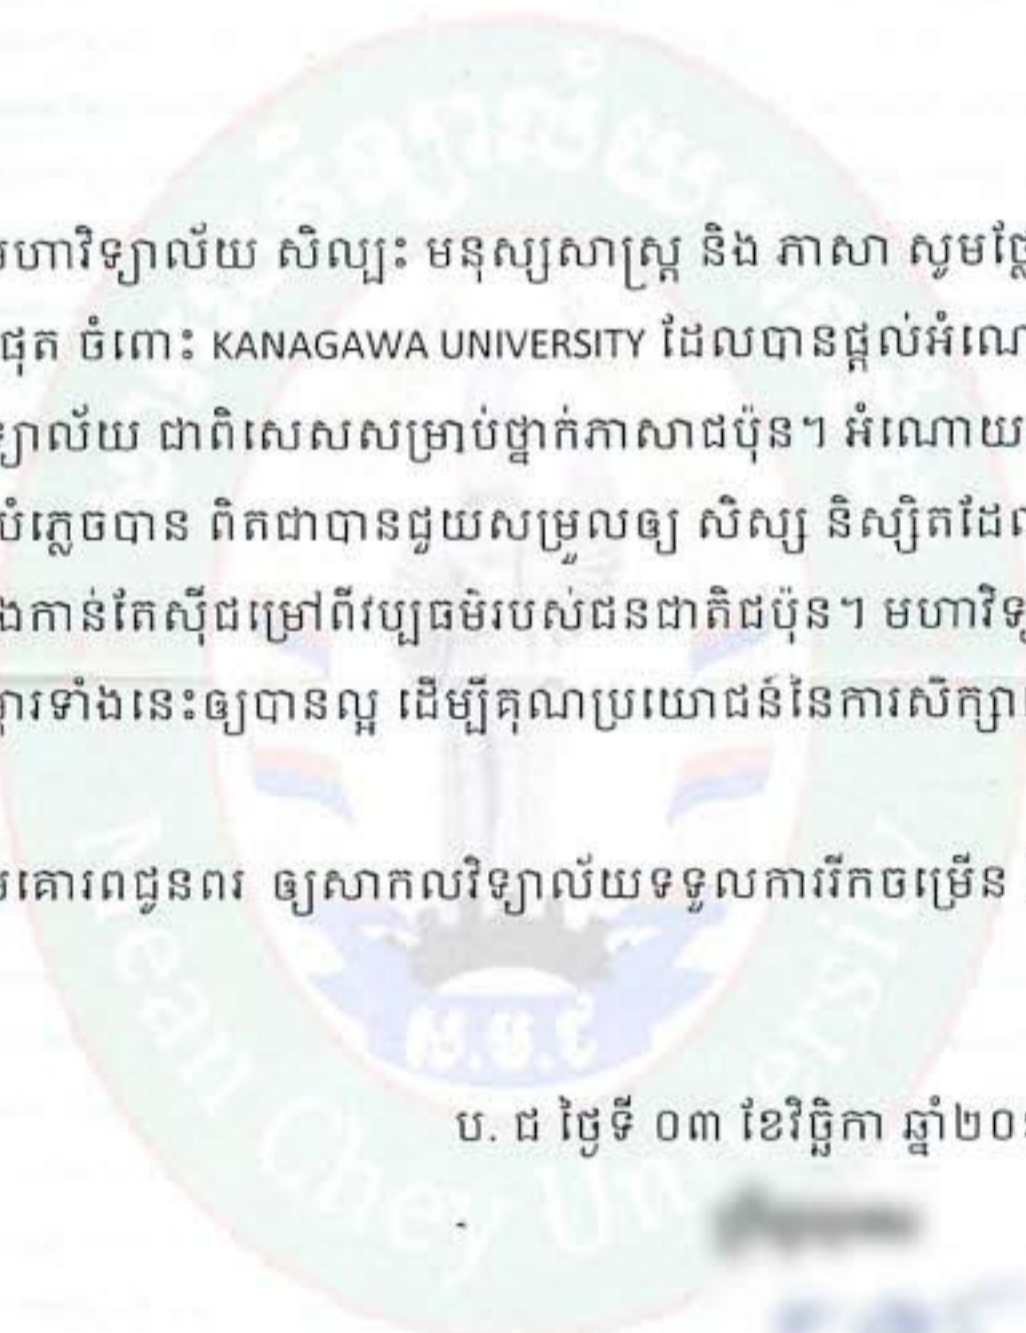 មហាវិទ្យាល័យ សិល្បះ មនុស្សសាស្ត្រ និង ភាសា សូមថ្លែ
ផុត ចំពោះ KANAGAWA UNIVERSITY ដែលបានផ្តល់អំណោ
ទ្យាល័យ ជាពិសេសសម្រាប់ថ្នាក់ភាសាជប៉ុន។ អំណោយ
បំភ្លេចបាន ពិតជាបានជួយសម្រួលឲ្យ សិស្ស និស្សិតដែល
ងកាន់តែស៊ីជម្រៅពីវប្បធម៌របស់ជនជាតិជប៉ុន។ មហាវិទ្យ
ភារទាំងនេះឲ្យបានល្អ ដើម្បីគុណប្រយោជន៍នៃការសិក្សា
មគោរពជូនពរ ឲ្យសាកលវិទ្យាល័យទទួលការរីកចម្រើន
ស.ម.ជ
Mean Chey University
ប. ជ ថ្ងៃទី ០៣ ខែវិច្ឆិកា ឆ្នាំ២០